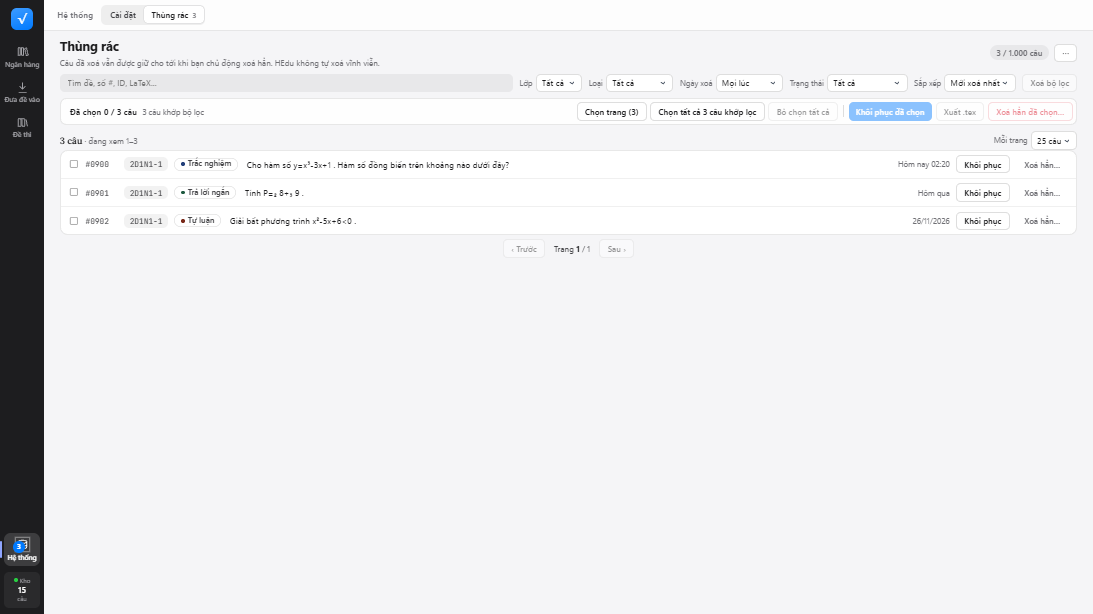 Hệ thống Cài đặt Thùng rác 3
Ngân hàng
Đưa đề vào
Đề thi
Thùng rác
3 / 1.000 câu ···
Câu đã xoá vẫn được giữ cho tới khi bạn chủ động xoá hẳn. HEdu không tự xoá vĩnh viễn.
Tìm đề, số #, ID, LaTeX... Lớp Tất cả Loại Tất cả Ngày xoá Mọi lúc Trạng thái Tất cả Sắp xếp Mới xoá nhất Xoá bộ lọc
Đã chọn 0 / 3 câu 3 câu khớp bộ lọc Chọn trang (3) Chọn tất cả 3 câu khớp lọc Bỏ chọn tất cả Khôi phục đã chọn Xuất .tex Xoá hẳn đã chọn...
3 câu · đang xem 1–3 Mỗi trang 25 câu
#0900 2D1N1-1 Trắc nghiệm Cho hàm số y=x³-3x+1 . Hàm số đồng biến trên khoảng nào dưới đây? Hôm nay 02:20 Khôi phục Xoá hẳn...
#0901 2D1N1-1 Trả lời ngắn Tính Hôm qua Khôi phục Xoá hẳn...
#0902 2D1N1-1 Tự luận Giải bất phương trình x²-5x+6<0 . 26/11/2026 Khôi phục Xoá hẳn...
‹ Trước Trang 1 / 1 Sau ›
3
Hệ thống
Kho
15
câu